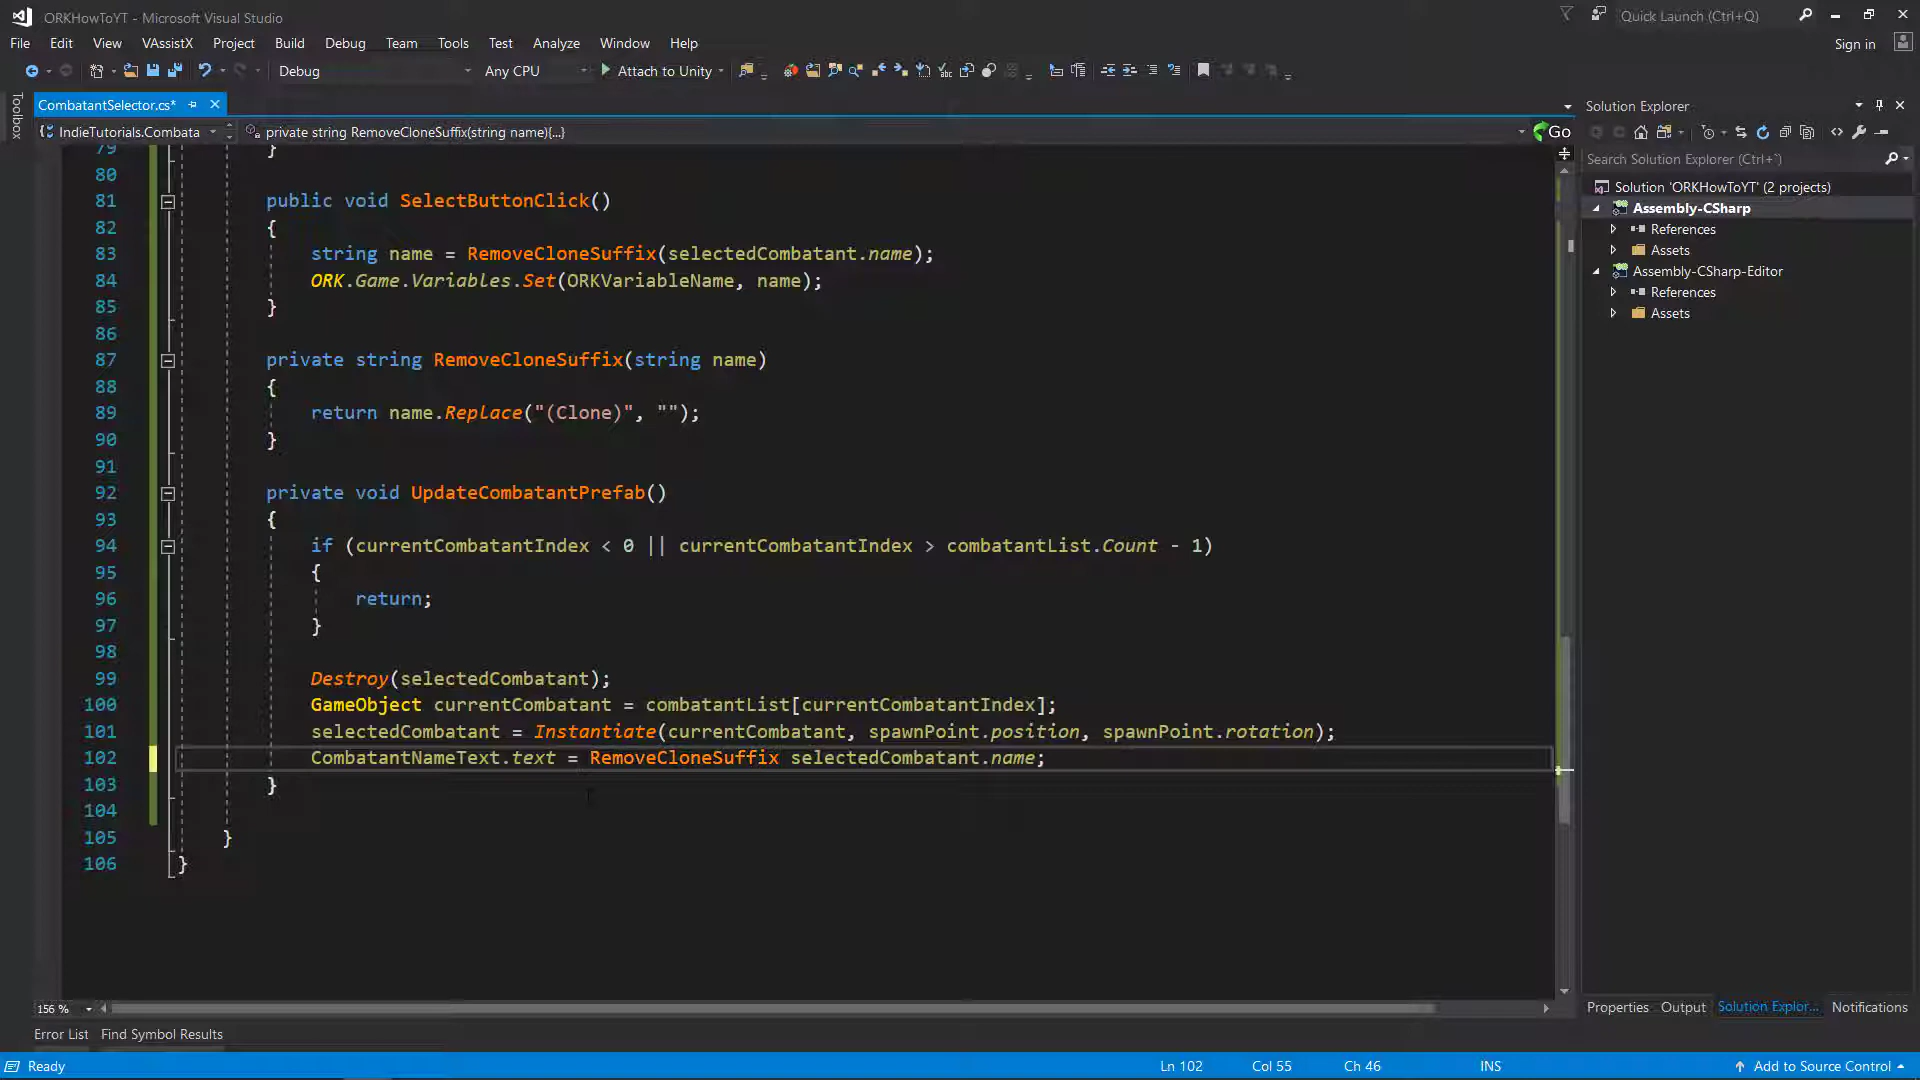 ORKHowToYT - Microsoft Visual Studio
Quick Launch (Ctrl+Q)
File Edit View VAssistX Project Build Debug Team Tools Test Analyze Window Help
Sign in
Debug Any CPU Attach to Unity
Toolbox
CombatantSelector.cs*
IndieTutorials.Combata private string RemoveCloneSuffix(string name){...} Go
79 }
80
81 public void SelectButtonClick()
82 {
83 string name = RemoveCloneSuffix(selectedCombatant.name);
84 ORK.Game.Variables.Set(ORKVariableName, name);
85 }
86
87 private string RemoveCloneSuffix(string name)
88 {
89 return name.Replace("(Clone)", "");
90 }
91
92 private void UpdateCombatantPrefab()
93 {
94 if (currentCombatantIndex < 0 || currentCombatantIndex > combatantList.Count - 1)
95 {
96 return;
97 }
98
99 Destroy(selectedCombatant);
100 GameObject currentCombatant = combatantList[currentCombatantIndex];
101 selectedCombatant = Instantiate(currentCombatant, spawnPoint.position, spawnPoint.rotation);
102 CombatantNameText.text = RemoveCloneSuffix selectedCombatant.name;
103 }
104
105 }
106 }
156 %
Solution Explorer
Search Solution Explorer (Ctrl+`)
Solution 'ORKHowToYT' (2 projects)
Assembly-CSharp
References
Assets
Assembly-CSharp-Editor
References
Assets
Properties Output Solution Explor... Notifications
Error List Find Symbol Results
Ready Ln 102 Col 55 Ch 46 INS Add to Source Control